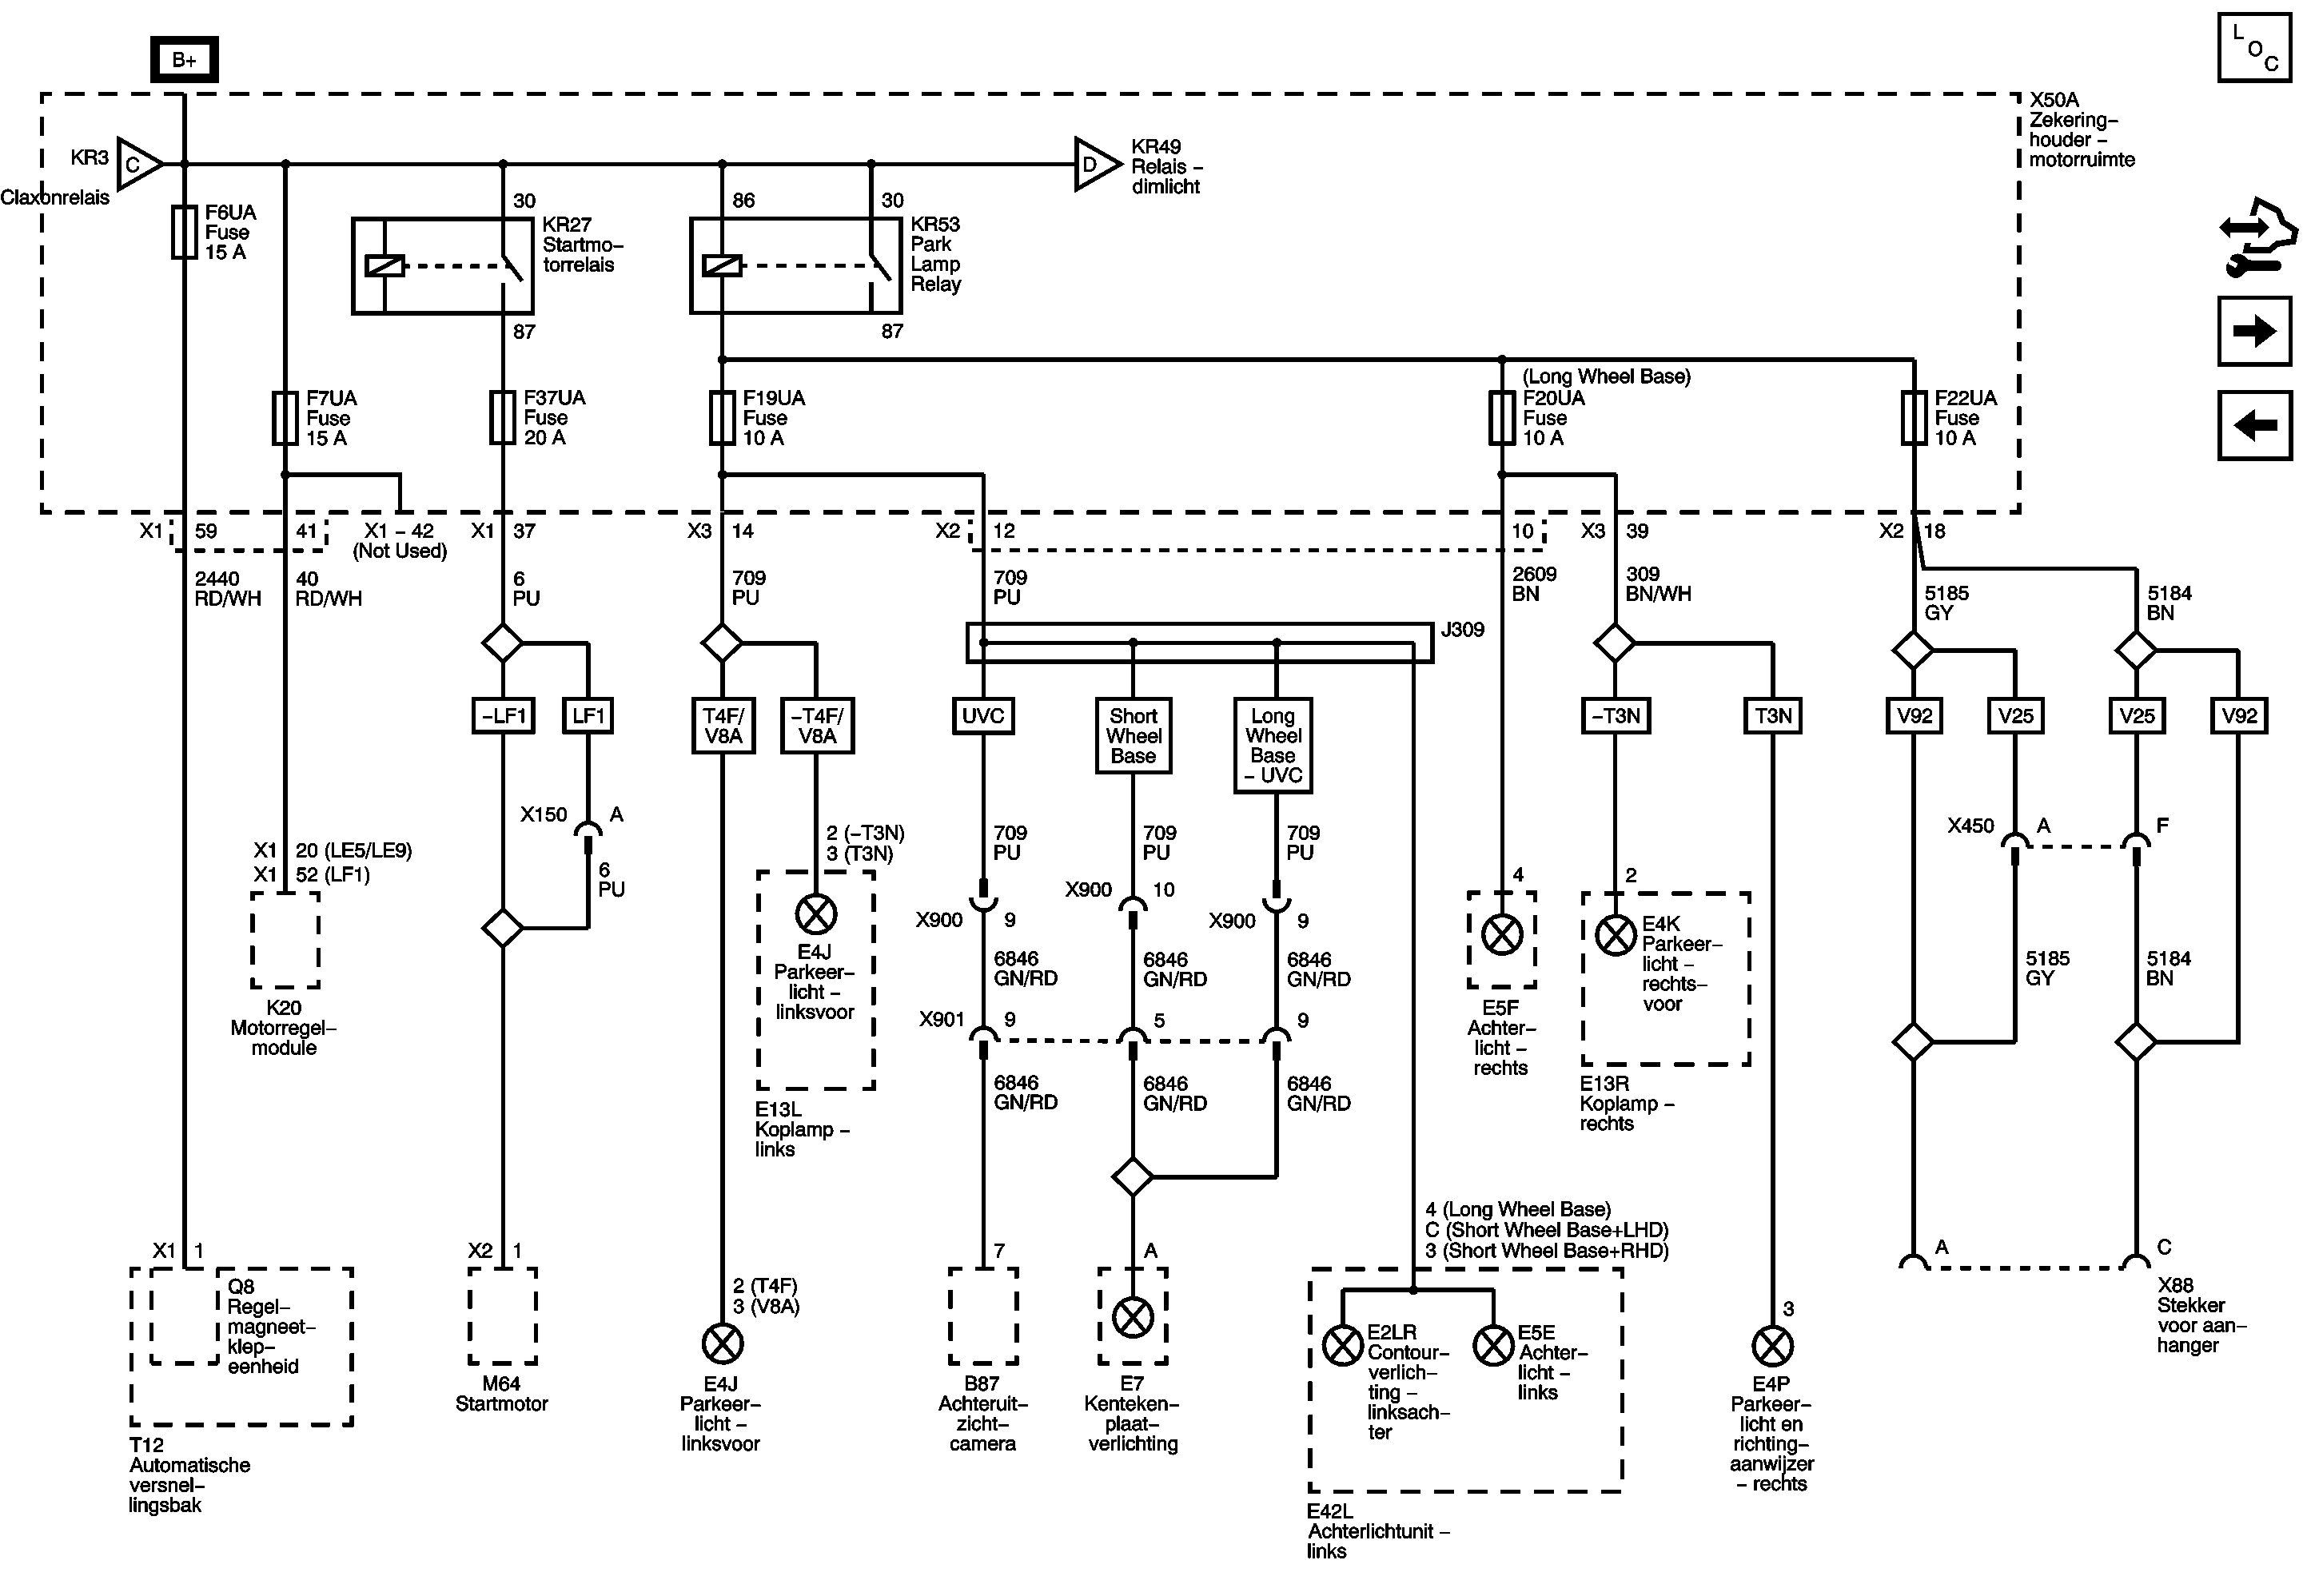 B+
L
O
C
X50A
Zekering-
houder -
motorruimte
KR3
C
Claxonrelais
D
KR49
Relais -
dimlicht
F6UA
Fuse
15 A
30
KR27
Startmo-
torrelais
87
86
30
KR53
Park
Lamp
Relay
87
F7UA
Fuse
15 A
F37UA
Fuse
20 A
F19UA
Fuse
10 A
(Long Wheel Base)
F20UA
Fuse
10 A
F22UA
Fuse
10 A
X1
59
41
X1 - 42
(Not Used)
X1
37
X3
14
X2
12
10
X3
39
X2
18
2440
RD/WH
40
RD/WH
6
PU
709
PU
709
PU
2609
BN
309
BN/WH
5185
GY
5184
BN
J309
-LF1
LF1
T4F/
V8A
-T4F/
V8A
UVC
Short
Wheel
Base
Long
Wheel
Base
- UVC
-T3N
T3N
V92
V25
V25
V92
X150
A
6
PU
2 (-T3N)
3 (T3N)
709
PU
709
PU
709
PU
X450
A
F
X1
20 (LE5/LE9)
X1
52 (LF1)
K20
Motorregel-
module
E4J
Parkeer-
licht -
linksvoor
E13L
Koplamp -
links
X900
9
X900
10
X900
9
6846
GN/RD
6846
GN/RD
6846
GN/RD
X901
9
5
9
6846
GN/RD
6846
GN/RD
6846
GN/RD
4
E5F
Achter-
licht -
rechts
2
E4K
Parkeer-
licht -
rechts-
voor
E13R
Koplamp -
rechts
5185
GY
5184
BN
X1
1
Q8
Regel-
magneet-
klep-
eenheid
T12
Automatische
versnel-
lingsbak
X2
1
M64
Startmotor
2 (T4F)
3 (V8A)
E4J
Parkeer-
licht -
linksvoor
7
B87
Achteruit-
zicht-
camera
A
E7
Kenteken-
plaat-
verlichting
4 (Long Wheel Base)
C (Short Wheel Base+LHD)
3 (Short Wheel Base+RHD)
E2LR
Contour-
verlich-
ting -
linksach-
ter
E5E
Achter-
licht -
links
E42L
Achterlichtunit -
links
3
E4P
Parkeer-
licht en
richting-
aanwijzer
- rechts
A
C
X88
Stekker
voor aan-
hanger